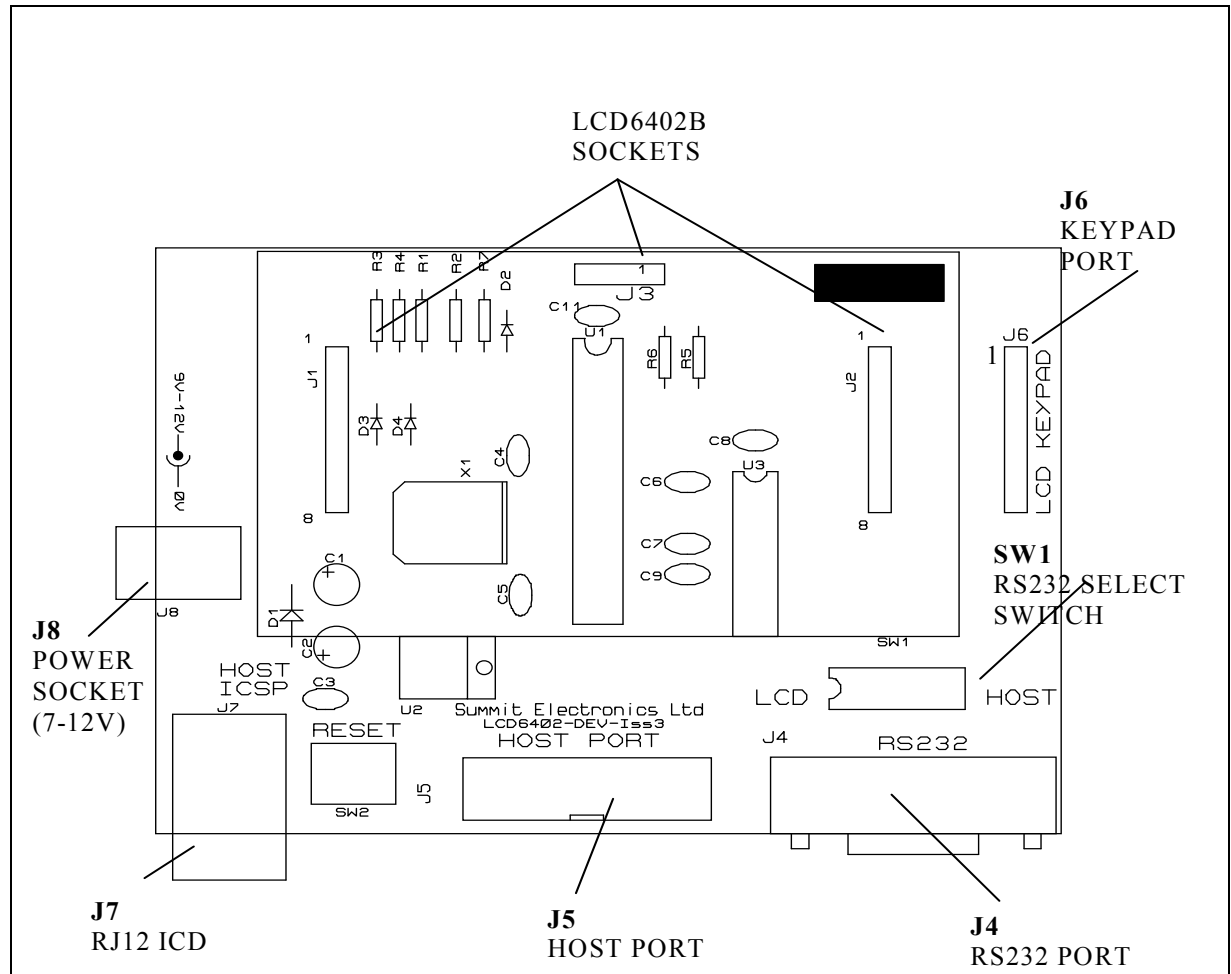 LCD6402B
SOCKETS
J6
KEYPAD
PORT
R3
R4
R1
R2
R7
D2
1
J3
C11
U1
1
J1
8
D3
D4
R6
R5
1
J2
8
J6
1
LCD KEYPAD
9V-12V
0V
C4
X1
C8
U3
C6
C7
C9
C5
C1
D1
C2
J8
J8
POWER
SOCKET
(7-12V)
SW1
RS232 SELECT
SWITCH
SW1
LCD
HOST
HOST
ICSP
C3
J7
U2
RESET
SW2
Summit Electronics Ltd
LCD6402-DEV-Iss3
HOST PORT
J5
J4
RS232
J7
RJ12 ICD
J5
HOST PORT
J4
RS232 PORT